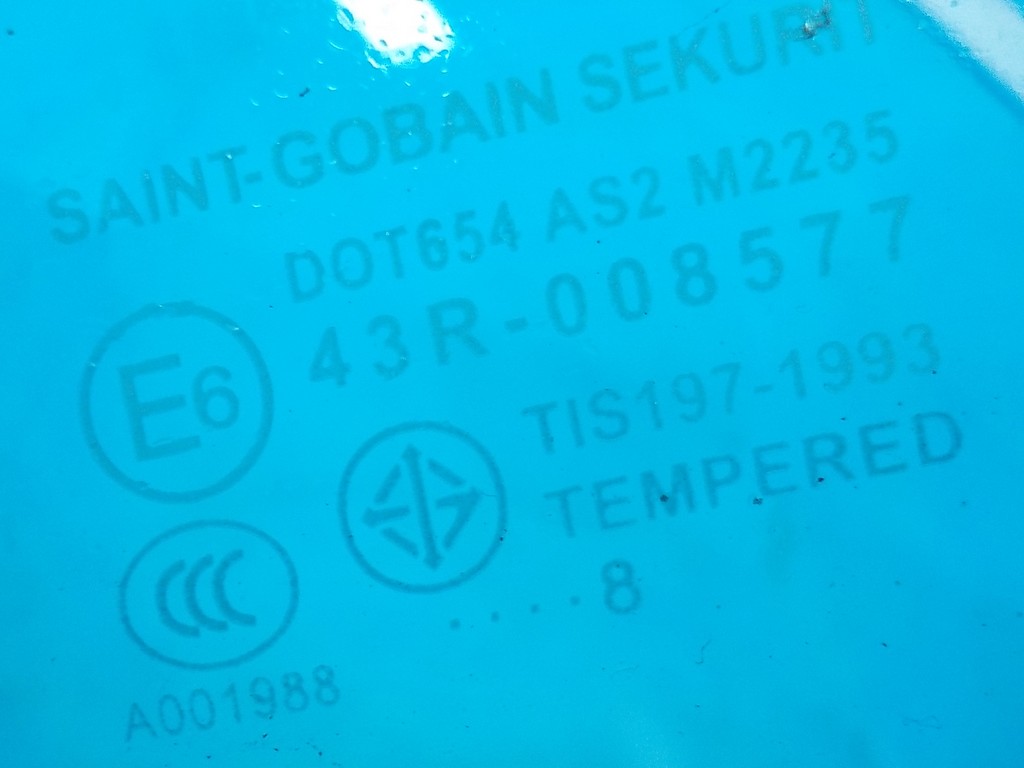 SAINT-GOBAIN SEKURIT
DOT654 AS2 M2235
43R-008577
E6
TIS197-1993
TEMPERED
....8
CCC
A001988